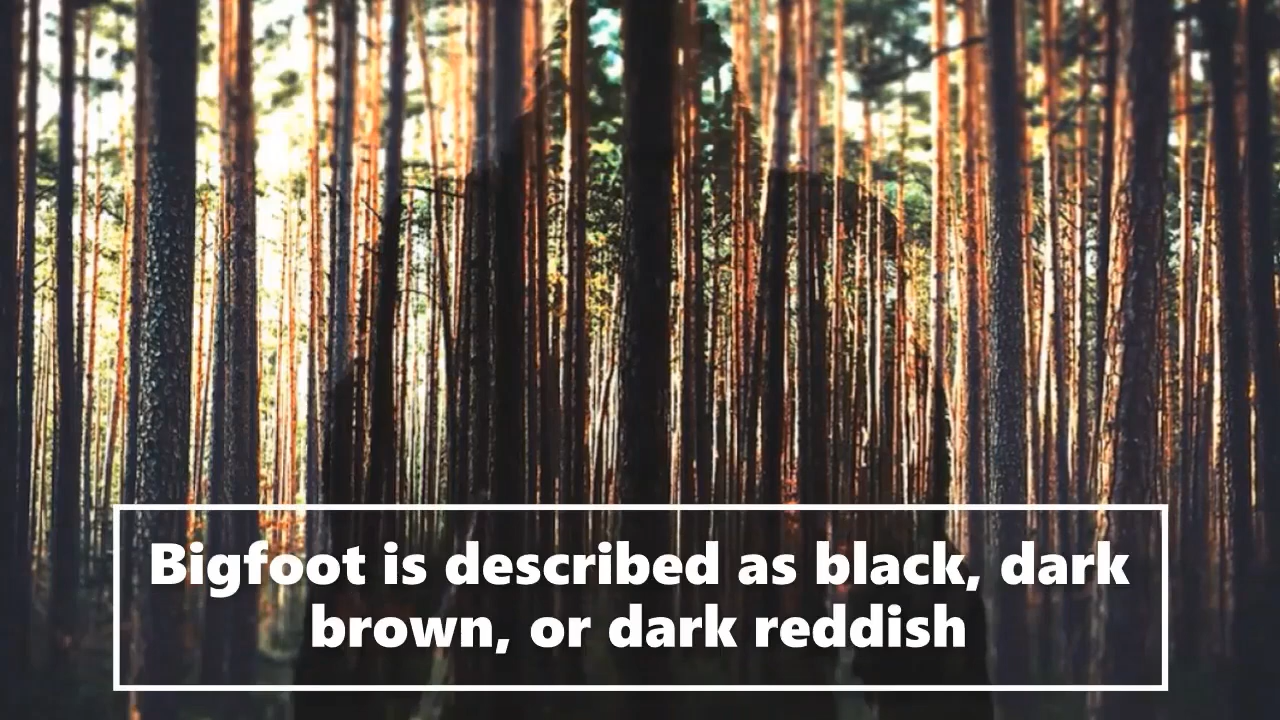 Bigfoot is described as black, dark
brown, or dark reddish